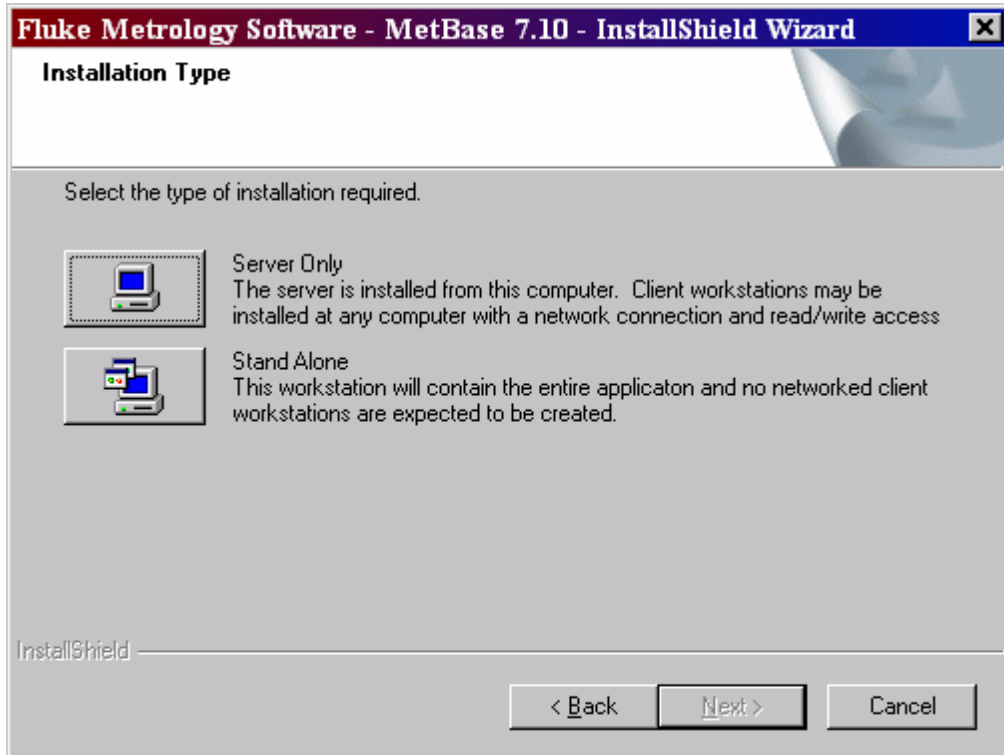 Fluke Metrology Software - MetBase 7.10 - InstallShield Wizard
Installation Type
Select the type of installation required.
Server Only
The server is installed from this computer.  Client workstations may be
installed at any computer with a network connection and read/write access
Stand Alone
This workstation will contain the entire applicaton and no networked client
workstations are expected to be created.
InstallShield
< Back
Next >
Cancel